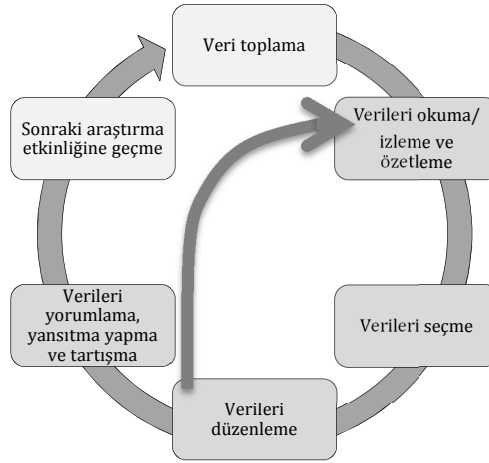 Veri toplama
Verileri okuma/
izleme ve
özetleme
Verileri seçme
Verileri
düzenleme
Verileri
yorumlama,
yansıtma yapma
ve tartışma
Sonraki araştırma
etkinliğine geçme